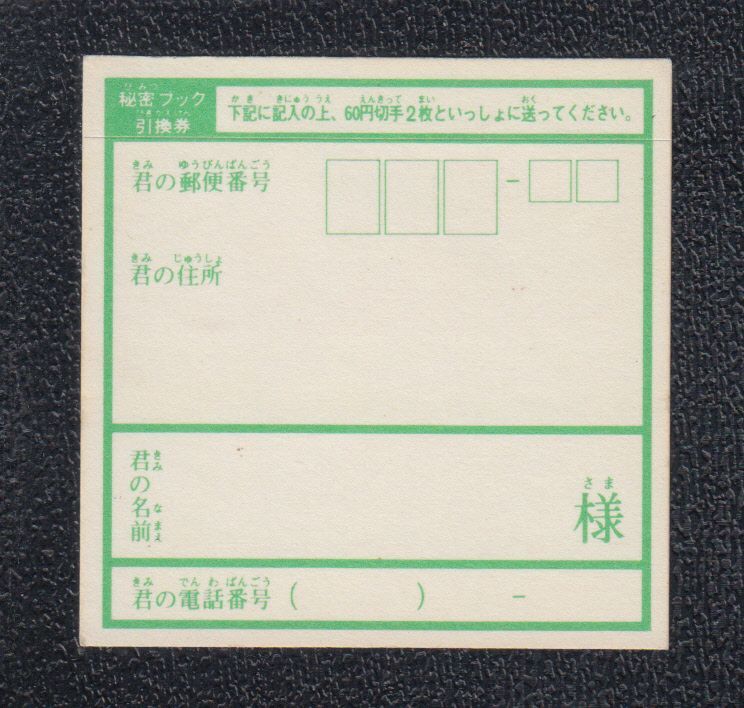 秘密ブック
引換券
下記に記入の上、60円切手2枚といっしょに送ってください。
君の郵便番号
-
君の住所
君の名前
様
君の電話番号 ( ) -